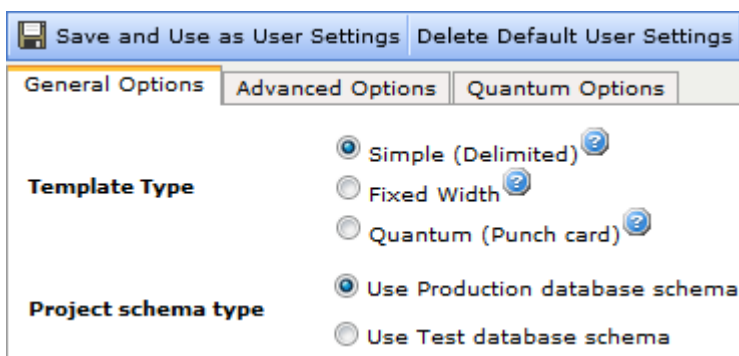 Save and Use as User Settings Delete Default User Settings
General Options Advanced Options Quantum Options
Simple (Delimited) ?
Template Type
Fixed Width ?
Quantum (Punch card) ?
Use Production database schema
Project schema type
Use Test database schema